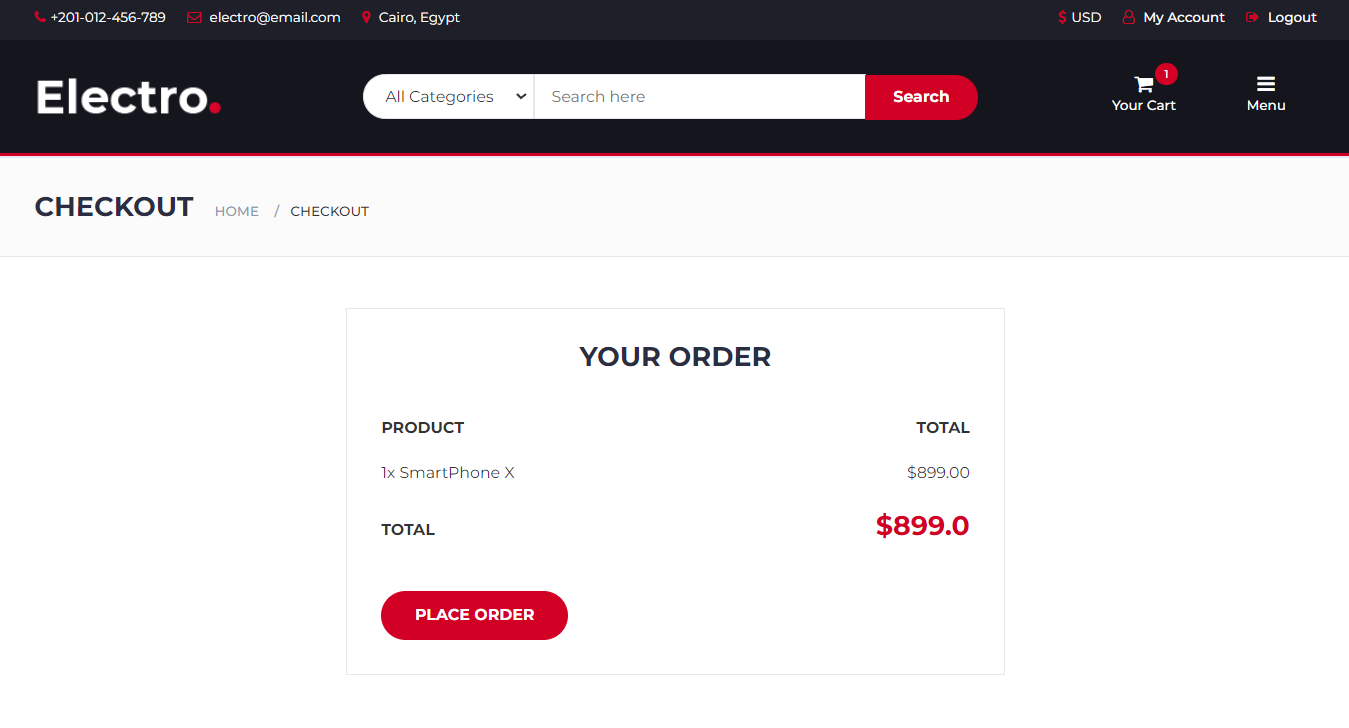 +201-012-456-789 electro@email.com Cairo, Egypt $ USD My Account Logout
Electro. All Categories Search here Search 1 Your Cart Menu
CHECKOUT HOME / CHECKOUT
YOUR ORDER
PRODUCT TOTAL
1x SmartPhone X $899.00
TOTAL $899.0
PLACE ORDER